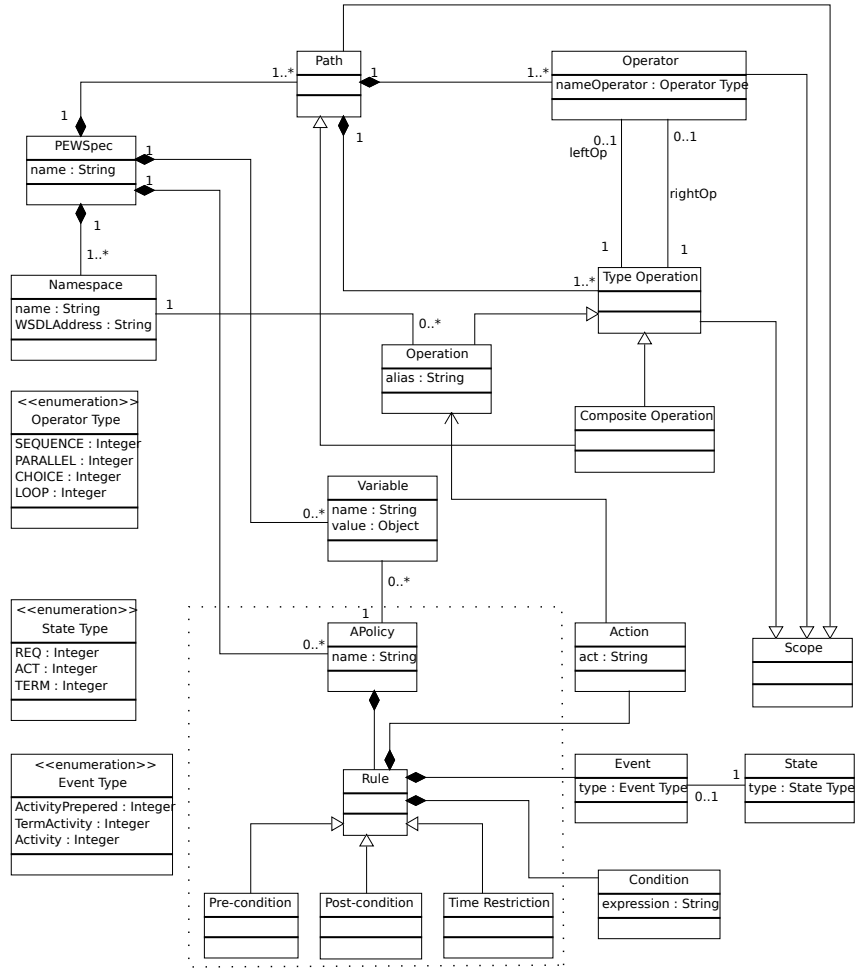 Path
Operator
1..*
1
1..*
nameOperator : Operator Type
1
1
0..1
0..1
leftOp
PEWSpec
1
name : String
1
rightOp
1
1..*
1
1
Namespace
Type Operation
1..*
name : String
WSDLAddress : String
1
0..*
Operation
alias : String
<<enumeration>>
Operator Type
Composite Operation
SEQUENCE : Integer
PARALLEL : Integer
CHOICE : Integer
LOOP : Integer
Variable
name : String
value : Object
0..*
0..*
<<enumeration>>
State Type
1
APolicy
Action
REQ : Integer
ACT : Integer
TERM : Integer
0..*
name : String
act : String
Scope
<<enumeration>>
Event Type
Rule
Event
State
type : Event Type
1
0..1
type : State Type
ActivityPrepered : Integer
TermActivity : Integer
Activity : Integer
Condition
expression : String
Pre-condition
Post-condition
Time Restriction